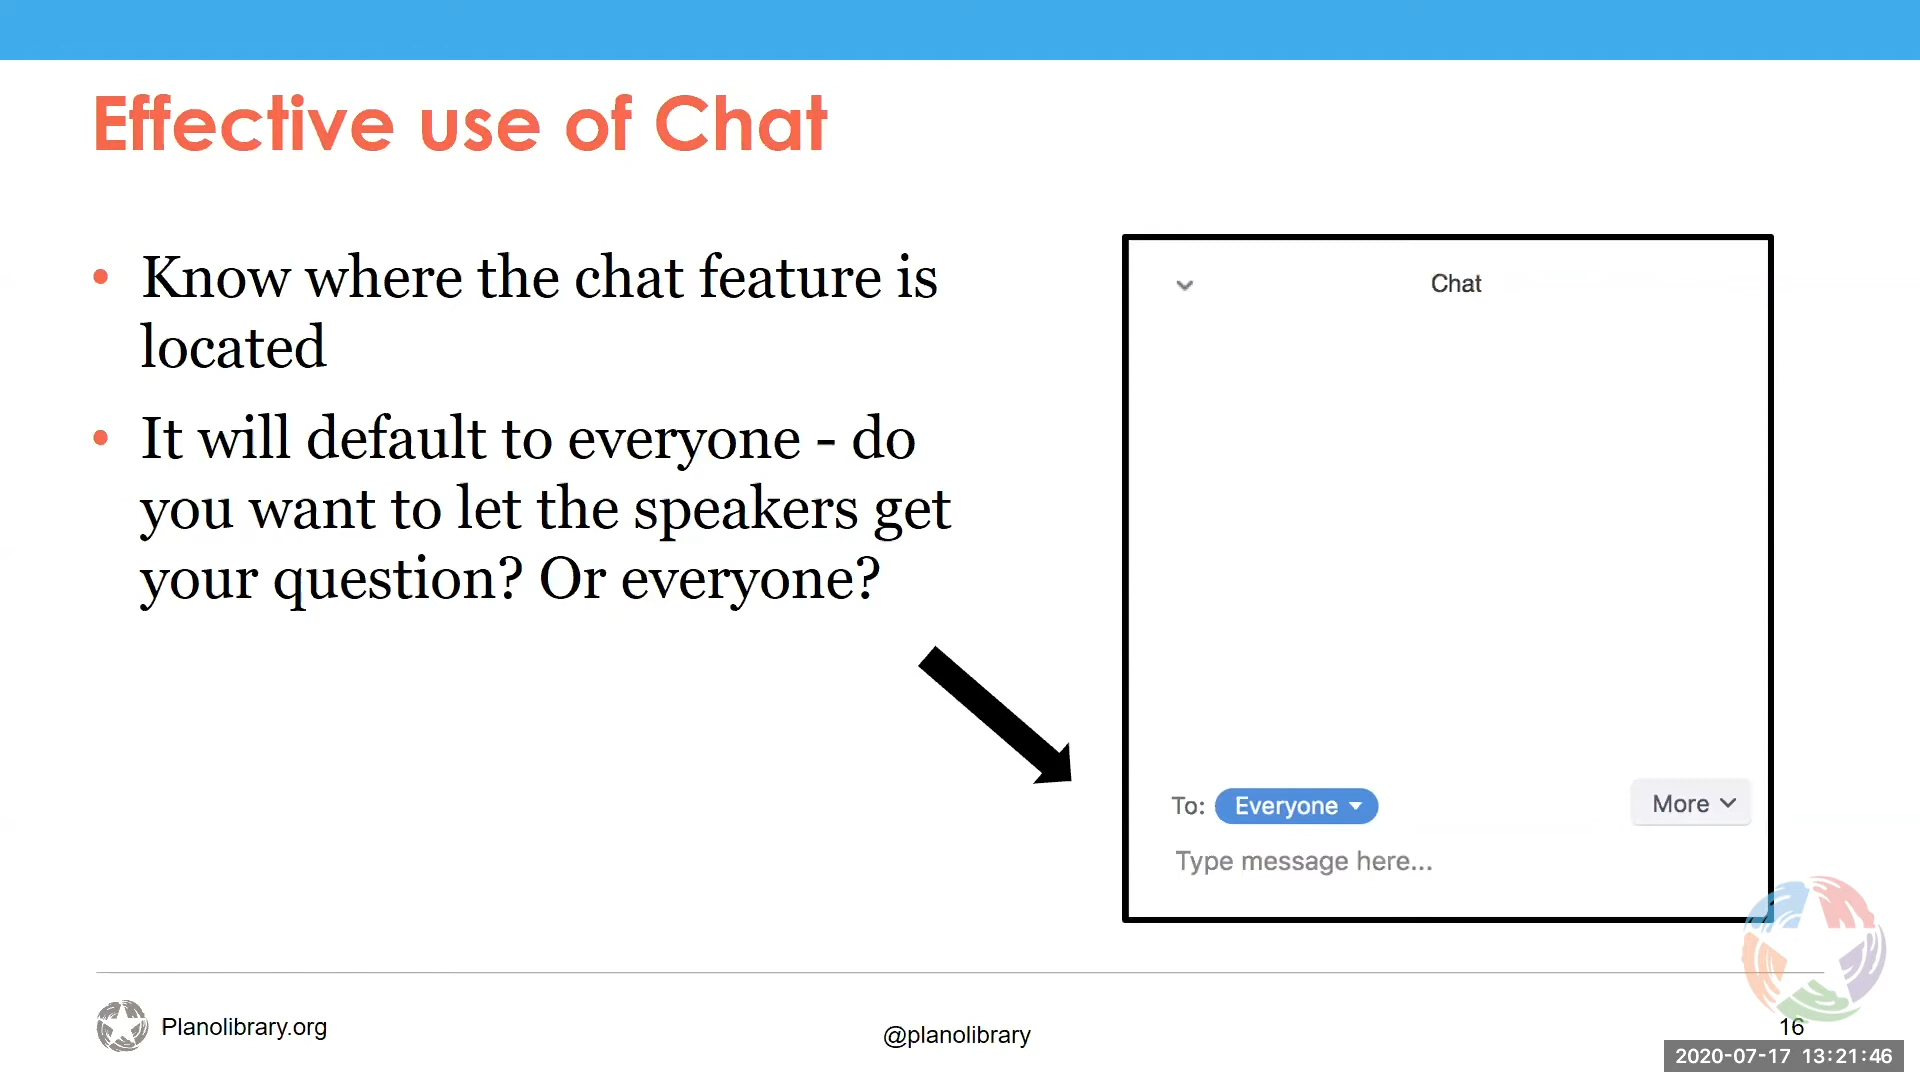 Effective use of Chat
• Know where the chat feature is
located
• It will default to everyone - do
you want to let the speakers get
your question? Or everyone?
Chat
To: Everyone
More
Type message here...
Planolibrary.org
@planolibrary
16
2020-07-17 13:21:46